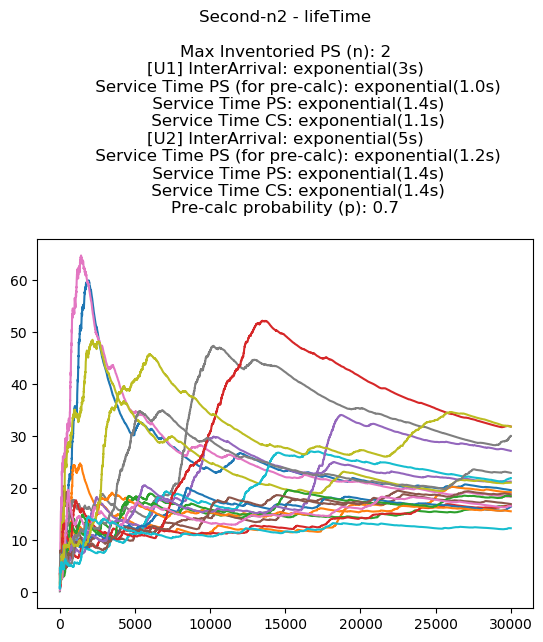 Second-n2 - lifeTime
Max Inventoried PS (n): 2
[U1] InterArrival: exponential(3s)
Service Time PS (for pre-calc): exponential(1.0s)
Service Time PS: exponential(1.4s)
Service Time CS: exponential(1.1s)
[U2] InterArrival: exponential(5s)
Service Time PS (for pre-calc): exponential(1.2s)
Service Time PS: exponential(1.4s)
Service Time CS: exponential(1.4s)
Pre-calc probability (p): 0.7
60
50
40
30
20
10
0
0 5000 10000 15000 20000 25000 30000